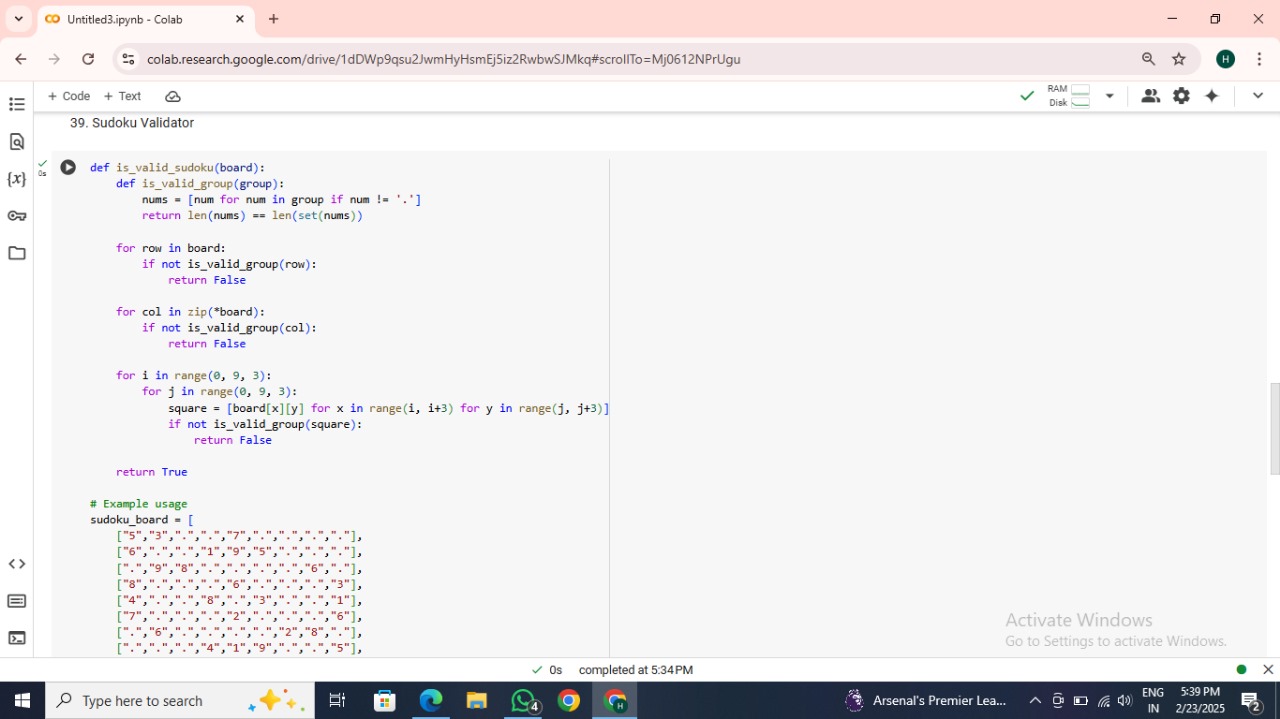 Untitled3.ipynb - Colab
colab.research.google.com/drive/1dDWp9qsu2JwmHyHsmEj5iz2RwbwSJMkq#scrollTo=Mj0612NPrUgu
H
+ Code + Text
RAM
Disk
39. Sudoku Validator
0s
{x}
def is_valid_sudoku(board):
    def is_valid_group(group):
        nums = [num for num in group if num != '.']
        return len(nums) == len(set(nums))
    for row in board:
        if not is_valid_group(row):
            return False
    for col in zip(*board):
        if not is_valid_group(col):
            return False
    for i in range(0, 9, 3):
        for j in range(0, 9, 3):
            square = [board[x][y] for x in range(i, i+3) for y in range(j, j+3)]
            if not is_valid_group(square):
                return False
    return True
# Example usage
sudoku_board = [
    ["5","3",".",".","7",".",".",".","."],
    ["6",".",".","1","9","5",".",".","."],
    [".","9","8",".",".",".",".","6","."],
    ["8",".",".",".","6",".",".",".","3"],
    ["4",".",".","8",".","3",".",".","1"],
    ["7",".",".",".","2",".",".",".","6"],
    [".","6",".",".",".",".","2","8","."],
    [".",".",".","4","1","9",".",".","5"],
Activate Windows
Go to Settings to activate Windows.
0s completed at 5:34 PM
Type here to search
4
H
Arsenal's Premier Lea...
ENG
IN
5:39 PM
2/23/2025
2